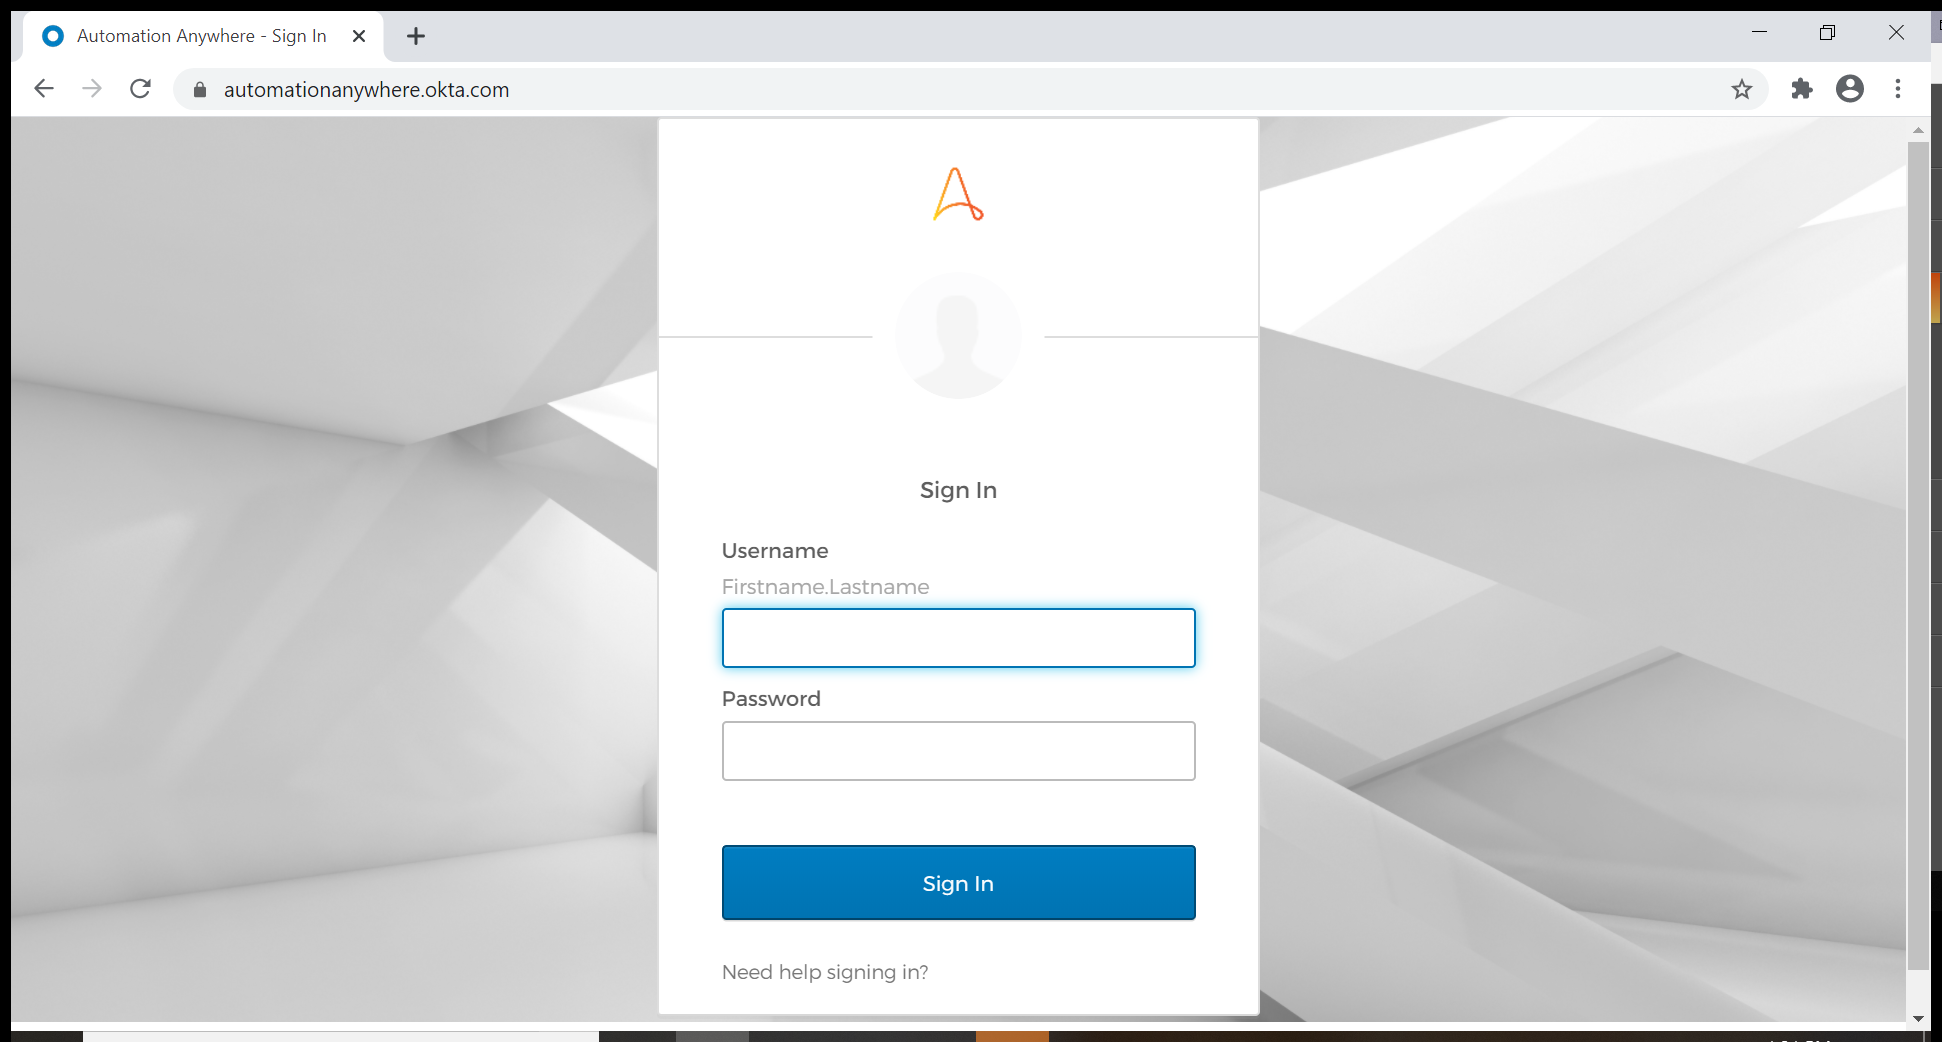 Automation Anywhere - Sign In
automationanywhere.okta.com
Sign In
Username
Firstname.Lastname
Password
Sign In
Need help signing in?